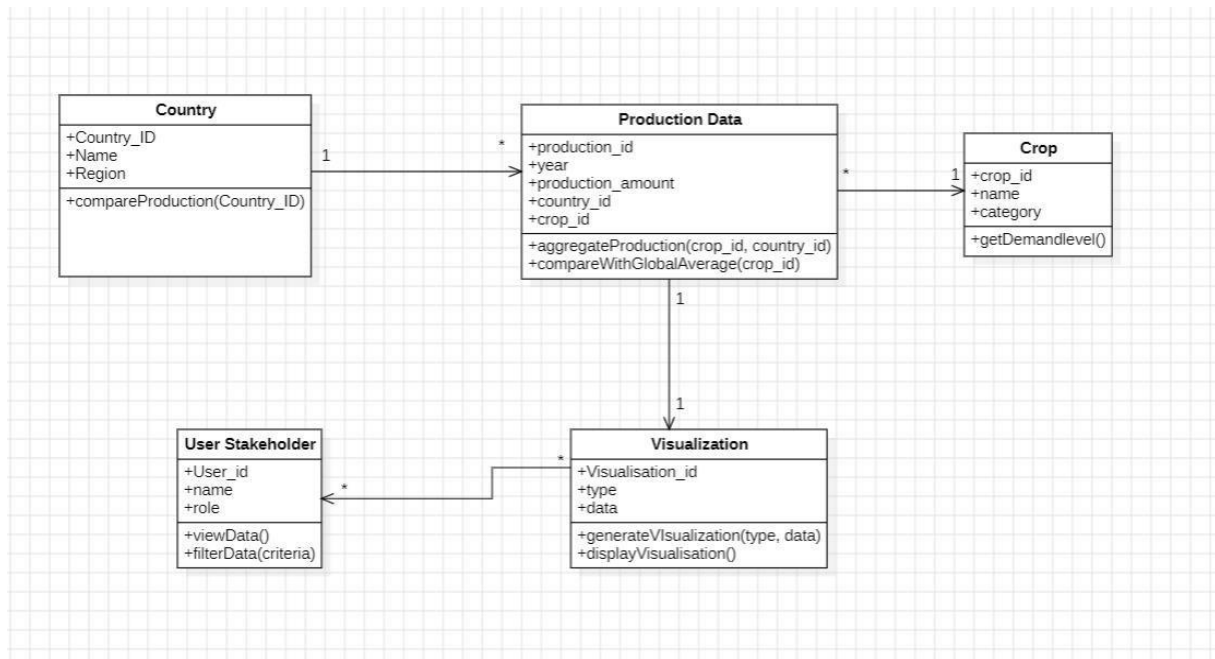 Country
+Country_ID
+Name
+Region
+compareProduction(Country_ID)
1
*
Production Data
+production_id
+year
+production_amount
+country_id
+crop_id
+aggregateProduction(crop_id, country_id)
+compareWithGlobalAverage(crop_id)
*
1
Crop
+crop_id
+name
+category
+getDemandlevel()
1
1
User Stakeholder
+User_id
+name
+role
+viewData()
+filterData(criteria)
*
*
Visualization
+Visualisation_id
+type
+data
+generateVIsualization(type, data)
+displayVisualisation()